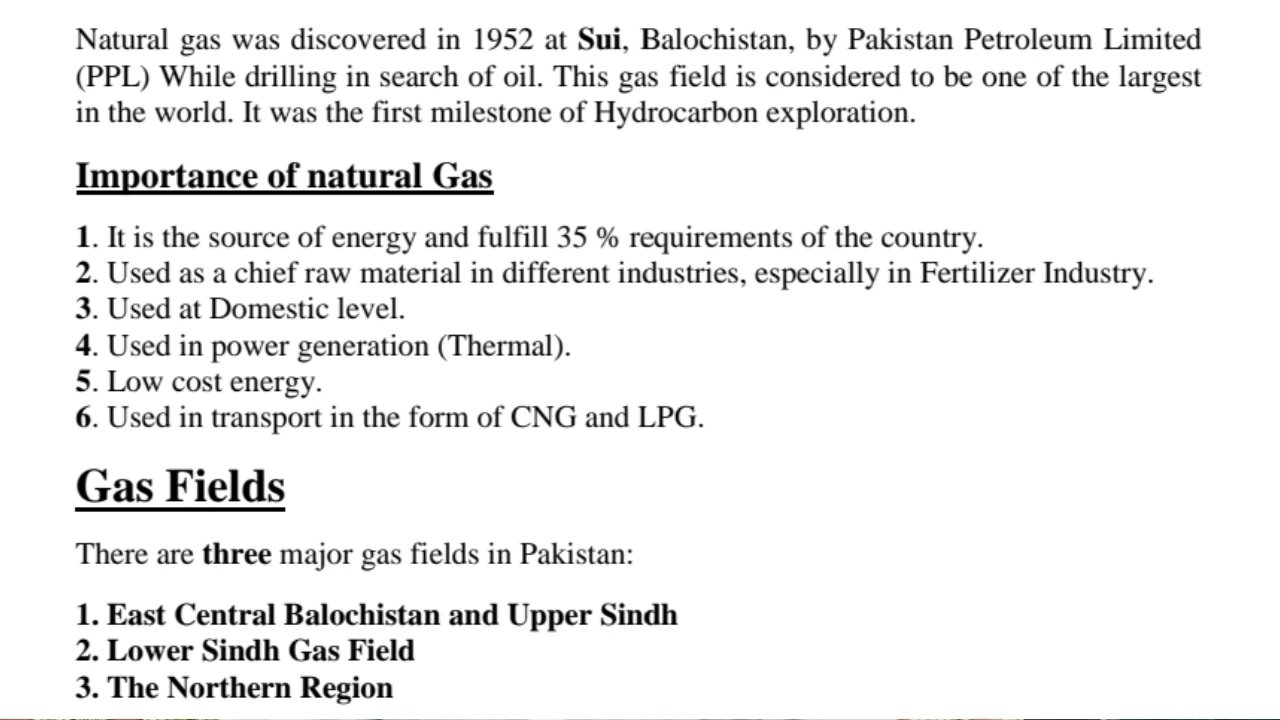 Natural gas was discovered in 1952 at Sui, Balochistan, by Pakistan Petroleum Limited
(PPL) While drilling in search of oil. This gas field is considered to be one of the largest
in the world. It was the first milestone of Hydrocarbon exploration.
Importance of natural Gas
1. It is the source of energy and fulfill 35 % requirements of the country.
2. Used as a chief raw material in different industries, especially in Fertilizer Industry.
3. Used at Domestic level.
4. Used in power generation (Thermal).
5. Low cost energy.
6. Used in transport in the form of CNG and LPG.
Gas Fields
There are three major gas fields in Pakistan:
1. East Central Balochistan and Upper Sindh
2. Lower Sindh Gas Field
3. The Northern Region